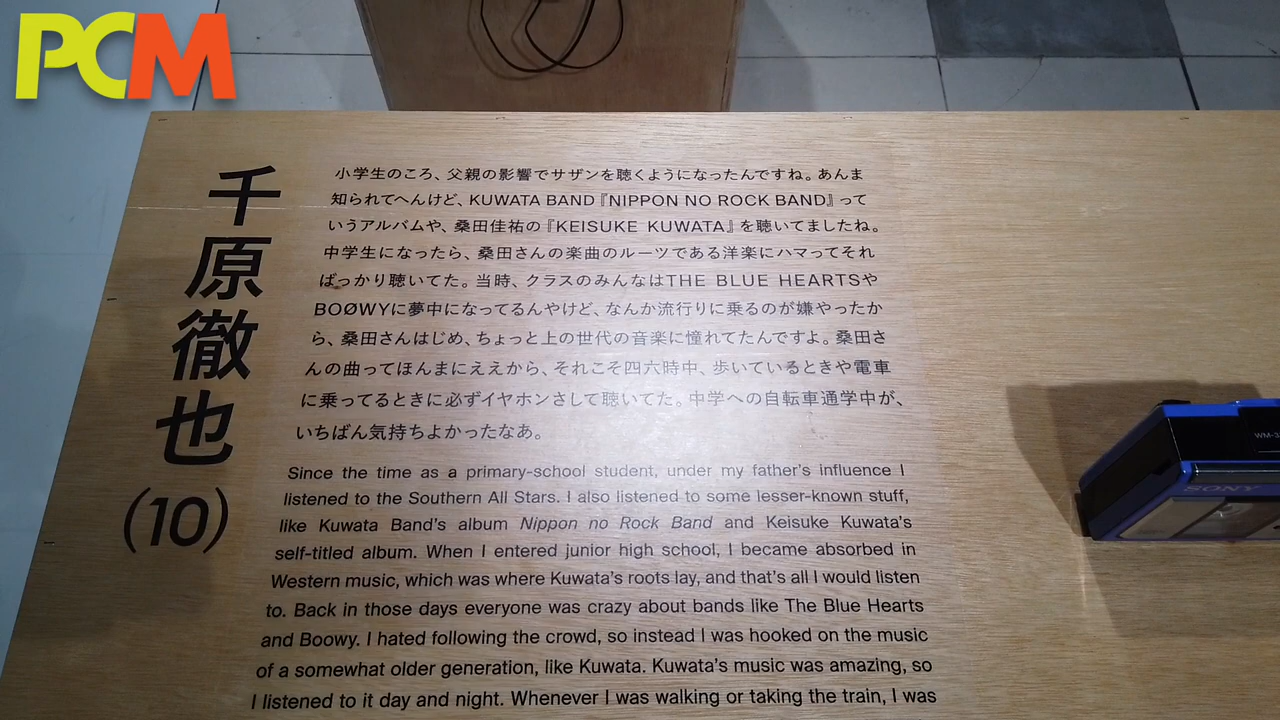 PCM
千原徹也
(10)
小学生のころ、父親の影響でサザンを聴くようになったんですね。あんま
知られてへんけど、KUWATA BAND『NIPPON NO ROCK BAND』って
いうアルバムや、桑田佳祐の『KEISUKE KUWATA』を聴いてましたね。
中学生になったら、桑田さんの楽曲のルーツである洋楽にハマってそれ
ばっかり聴いてた。当時、クラスのみんなはTHE BLUE HEARTSや
BOØWYに夢中になってるんやけど、なんか流行りに乗るのが嫌やったか
ら、桑田さんはじめ、ちょっと上の世代の音楽に憧れてたんですよ。桑田さ
んの曲ってほんまにええから、それこそ四六時中、歩いているときや電車
に乗ってるときに必ずイヤホンさして聴いてた。中学への自転車通学中が、
いちばん気持ちよかったなあ。
Since the time as a primary-school student, under my father's influence I
listened to the Southern All Stars. I also listened to some lesser-known stuff,
like Kuwata Band's album Nippon no Rock Band and Keisuke Kuwata's
self-titled album. When I entered junior high school, I became absorbed in
Western music, which was where Kuwata's roots lay, and that's all I would listen
to. Back in those days everyone was crazy about bands like The Blue Hearts
and Boowy. I hated following the crowd, so instead I was hooked on the music
of a somewhat older generation, like Kuwata. Kuwata's music was amazing, so
I listened to it day and night. Whenever I was walking or taking the train, I was
SONY